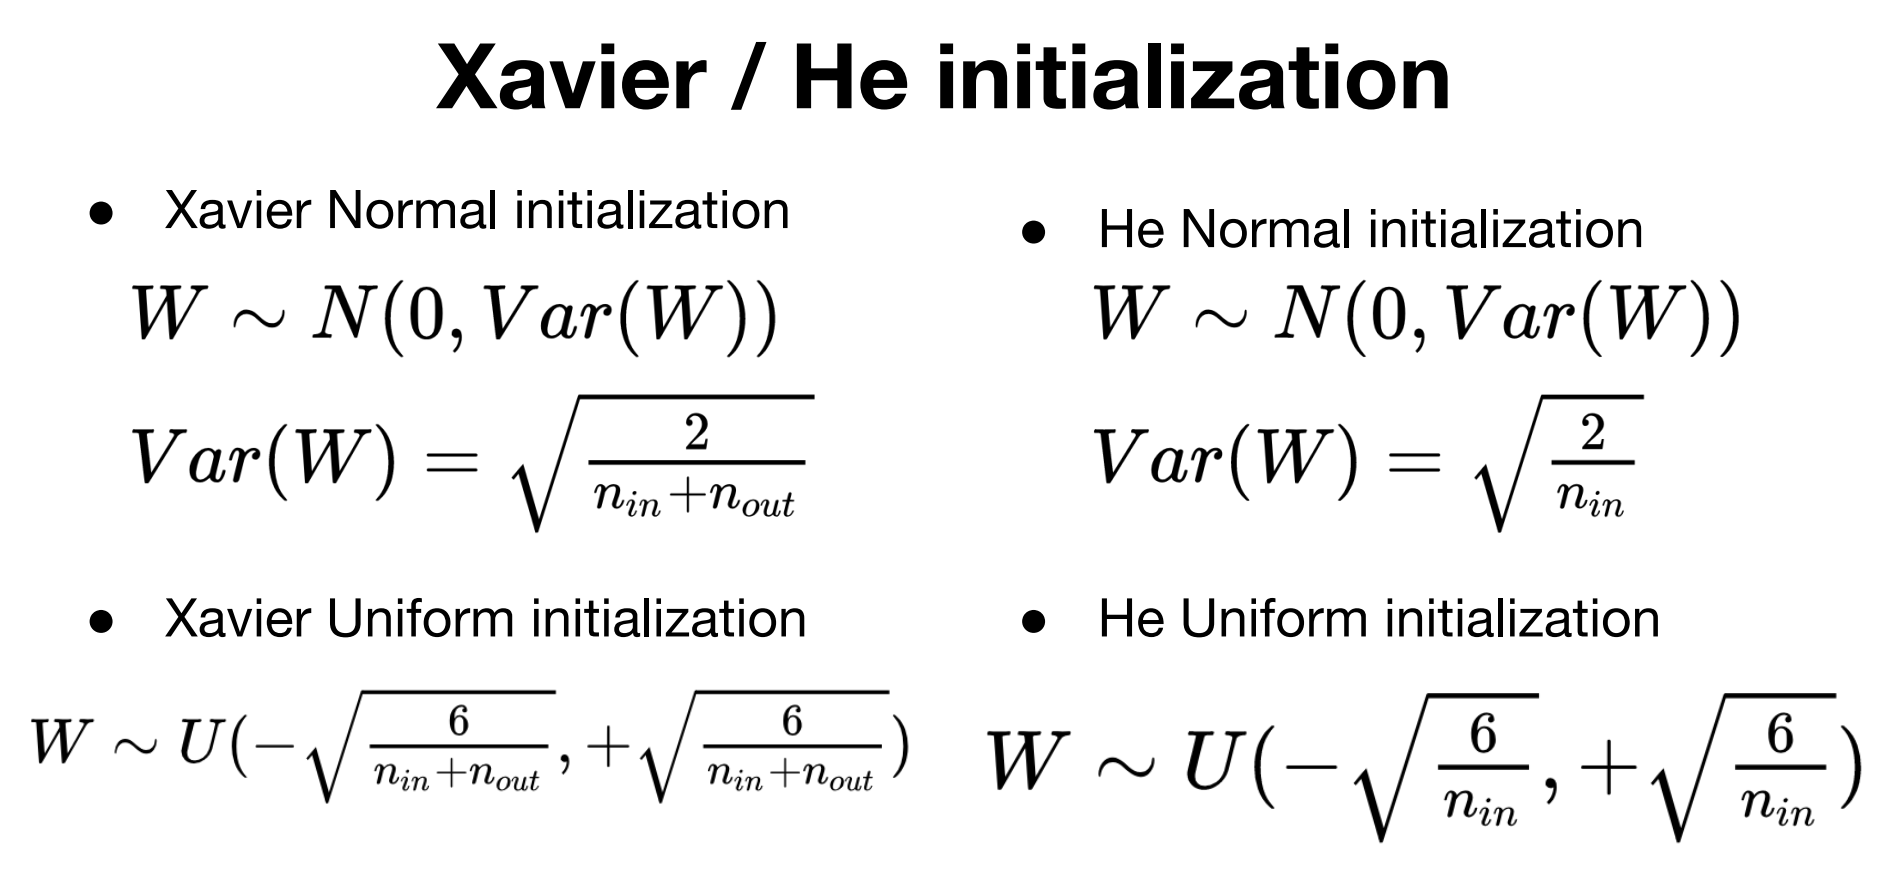 Xavier / He initialization
● Xavier Normal initialization
W ∼ N(0, Var(W))
Var(W) = √(2/(n_in+n_out))
● Xavier Uniform initialization
W ∼ U(−√(6/(n_in+n_out)), +√(6/(n_in+n_out)))
● He Normal initialization
W ∼ N(0, Var(W))
Var(W) = √(2/n_in)
● He Uniform initialization
W ∼ U(−√(6/n_in), +√(6/n_in))